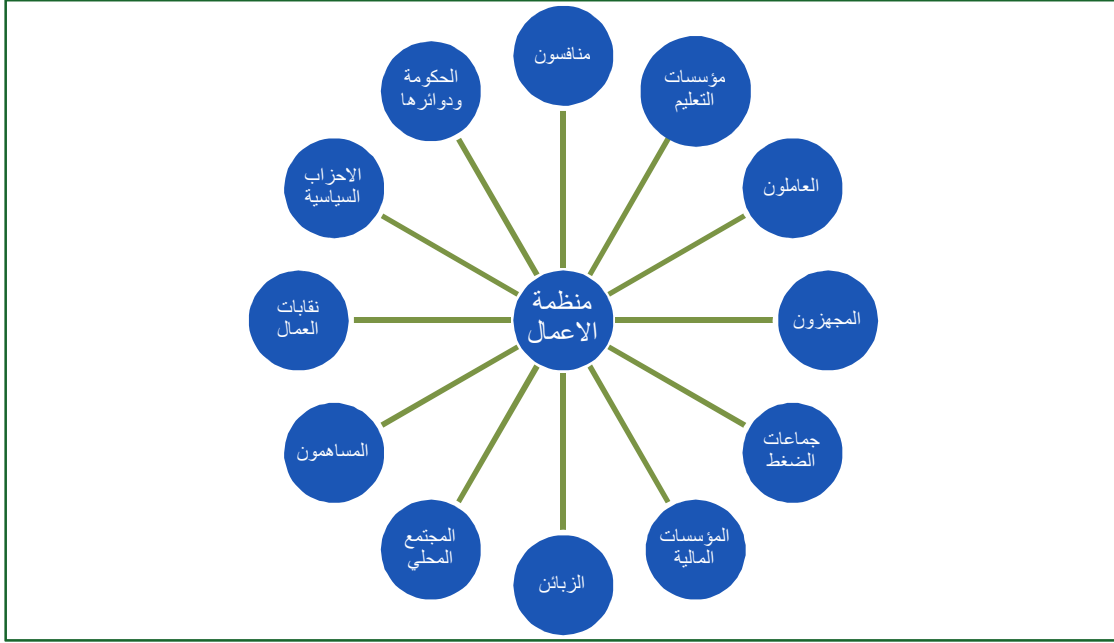 منافسون
مؤسسات
التعليم
العاملون
المجهزون
جماعات
الضغط
المؤسسات
المالية
الزبائن
المجتمع
المحلي
المساهمون
نقابات
العمال
الاحزاب
السياسية
الحكومة
ودوائرها
منظمة
الاعمال